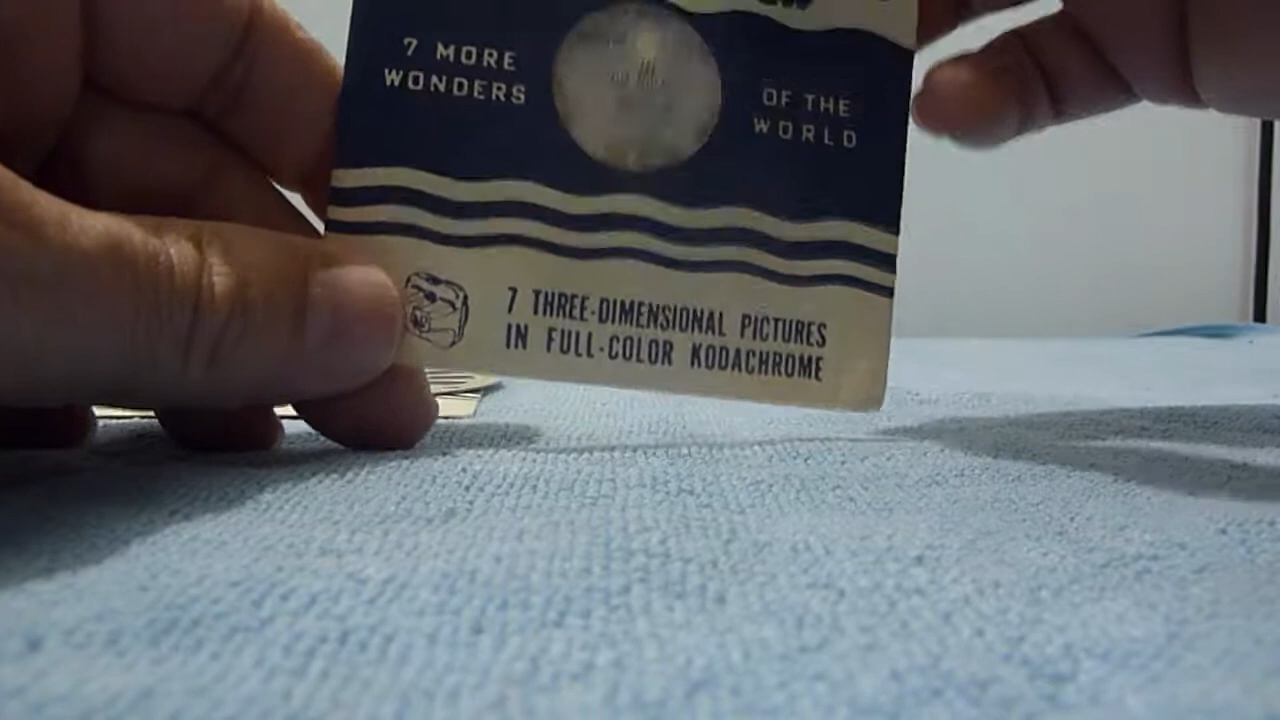 7 MORE
WONDERS
OF THE
WORLD
7 THREE-DIMENSIONAL PICTURES
IN FULL-COLOR KODACHROME